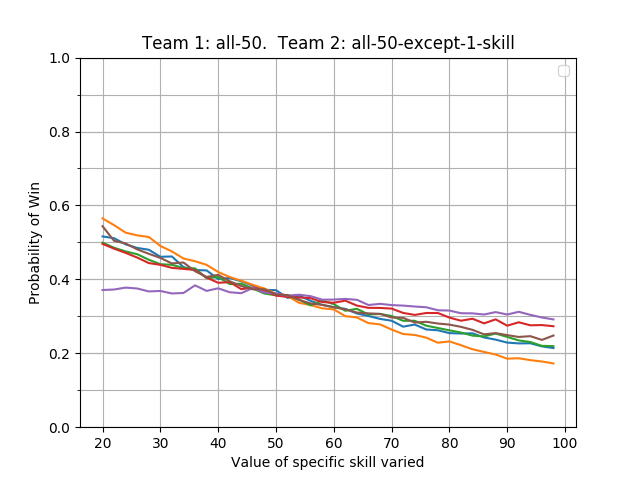 Team 1: all-50.  Team 2: all-50-except-1-skill
1.0
0.8
0.6
0.4
0.2
0.0
Probability of Win
20 30 40 50 60 70 80 90 100
Value of specific skill varied